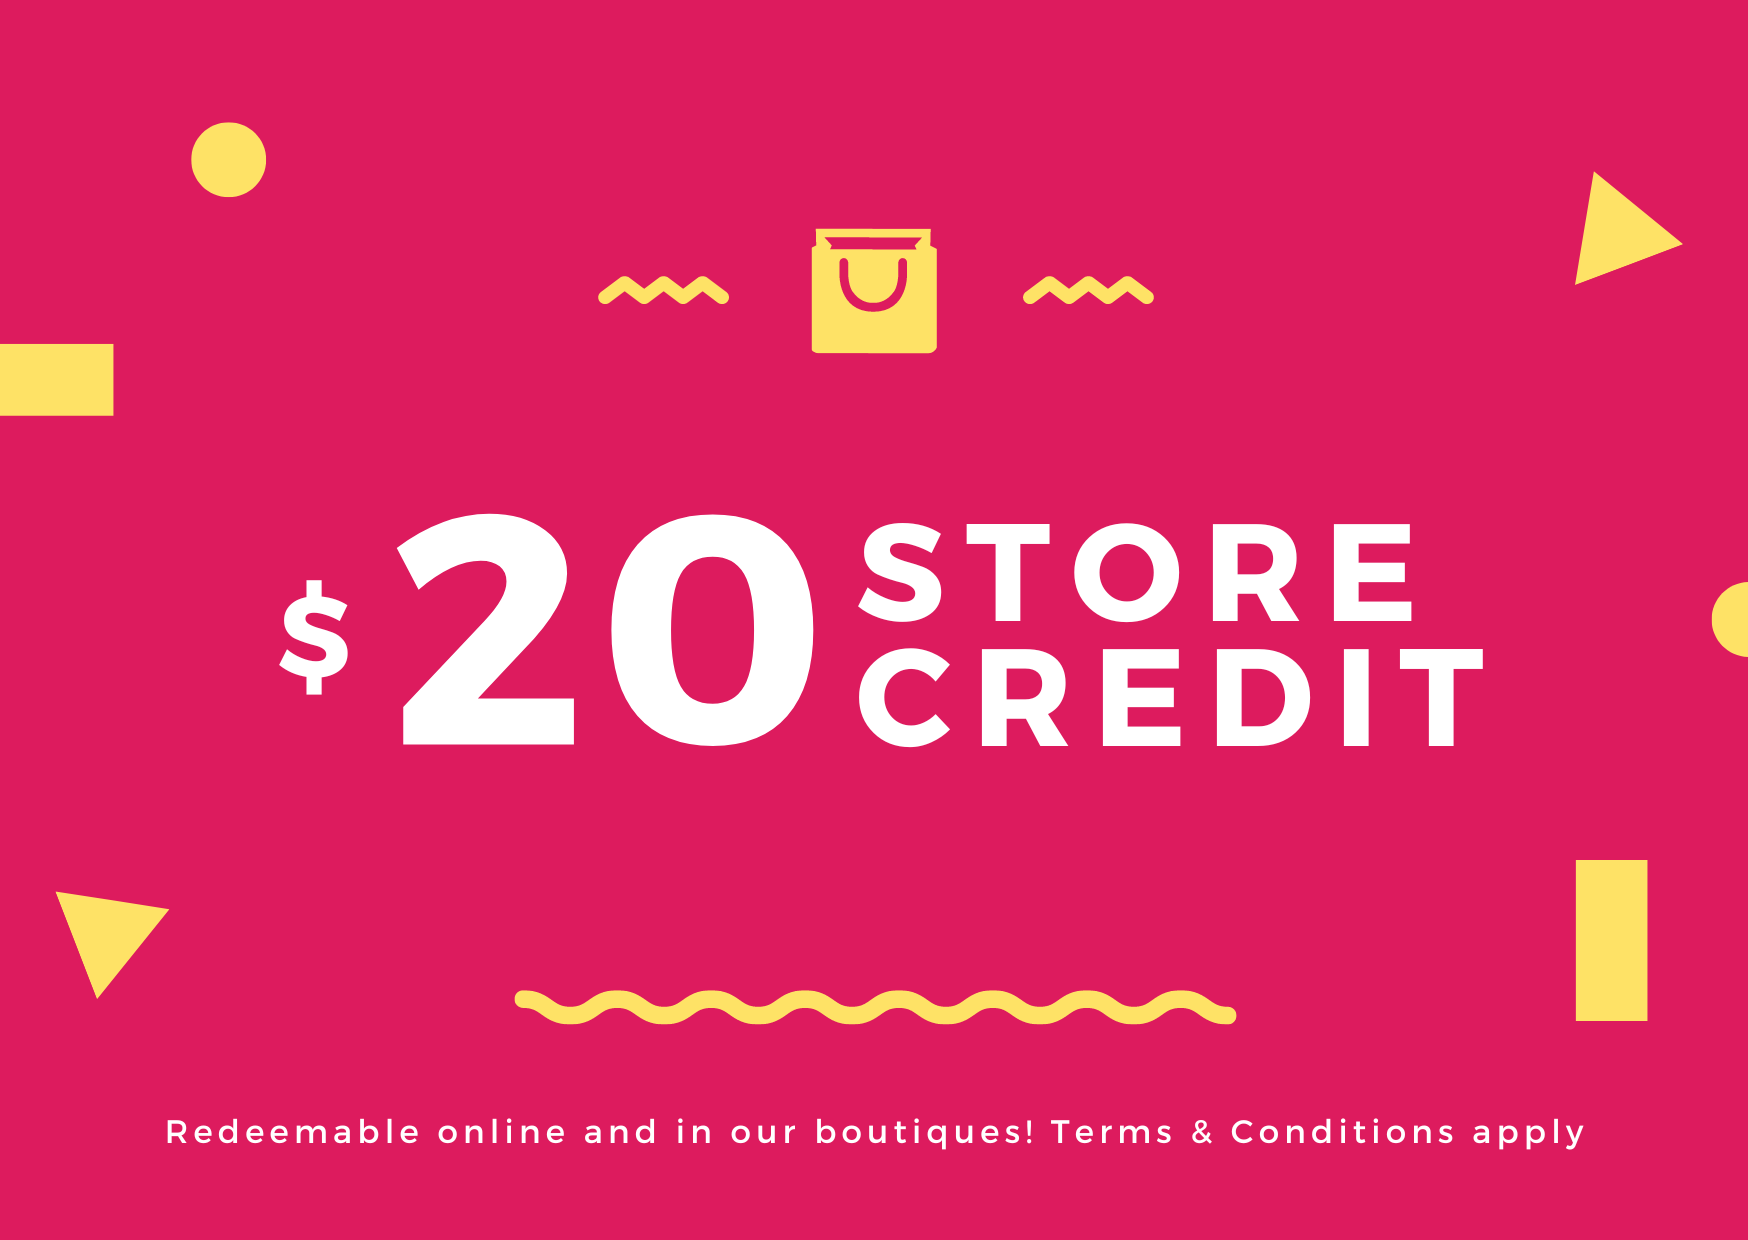 $20 STORE
CREDIT
Redeemable online and in our boutiques! Terms & Conditions apply